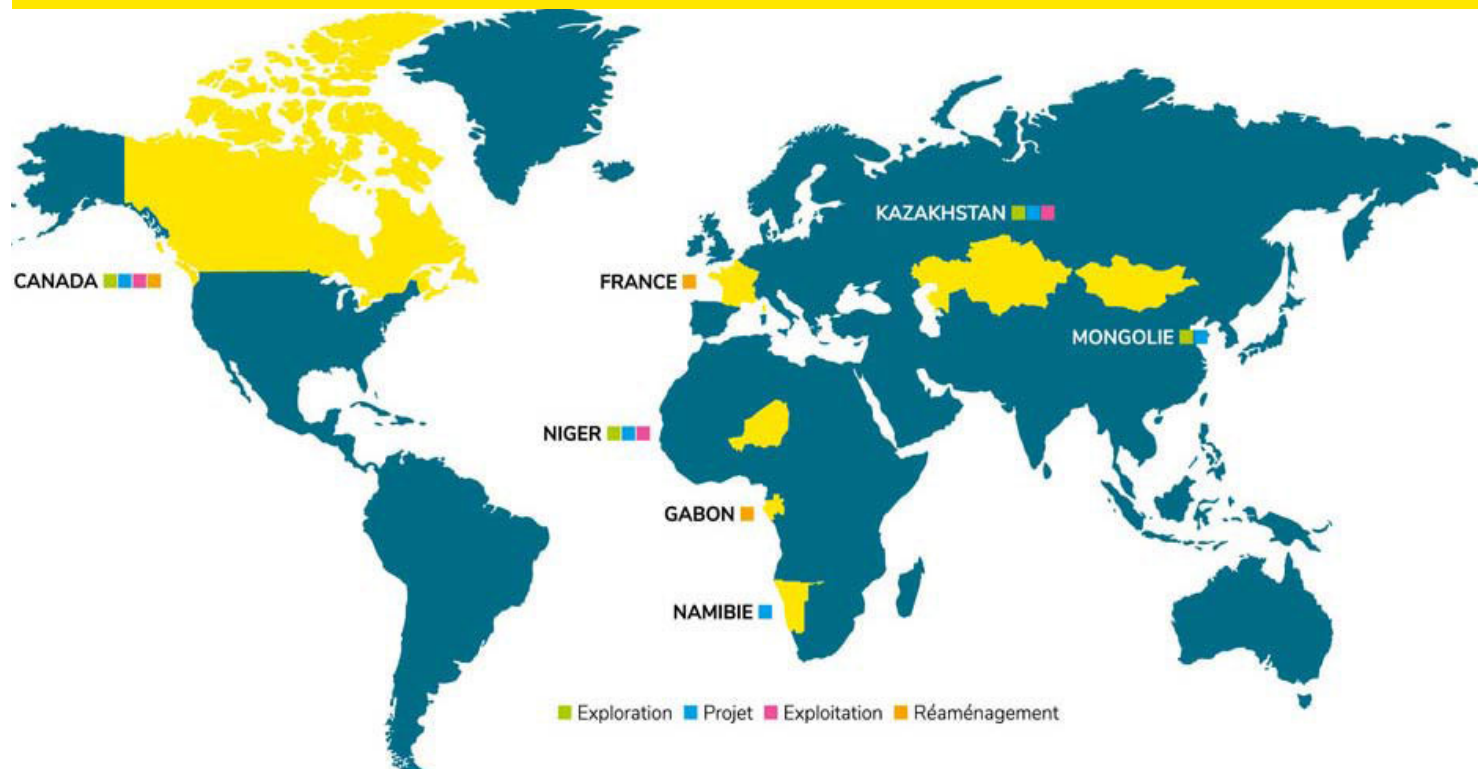 KAZAKHSTAN
CANADA
FRANCE
MONGOLIE
NIGER
GABON
NAMIBIE
Exploration Projet Exploitation Réaménagement